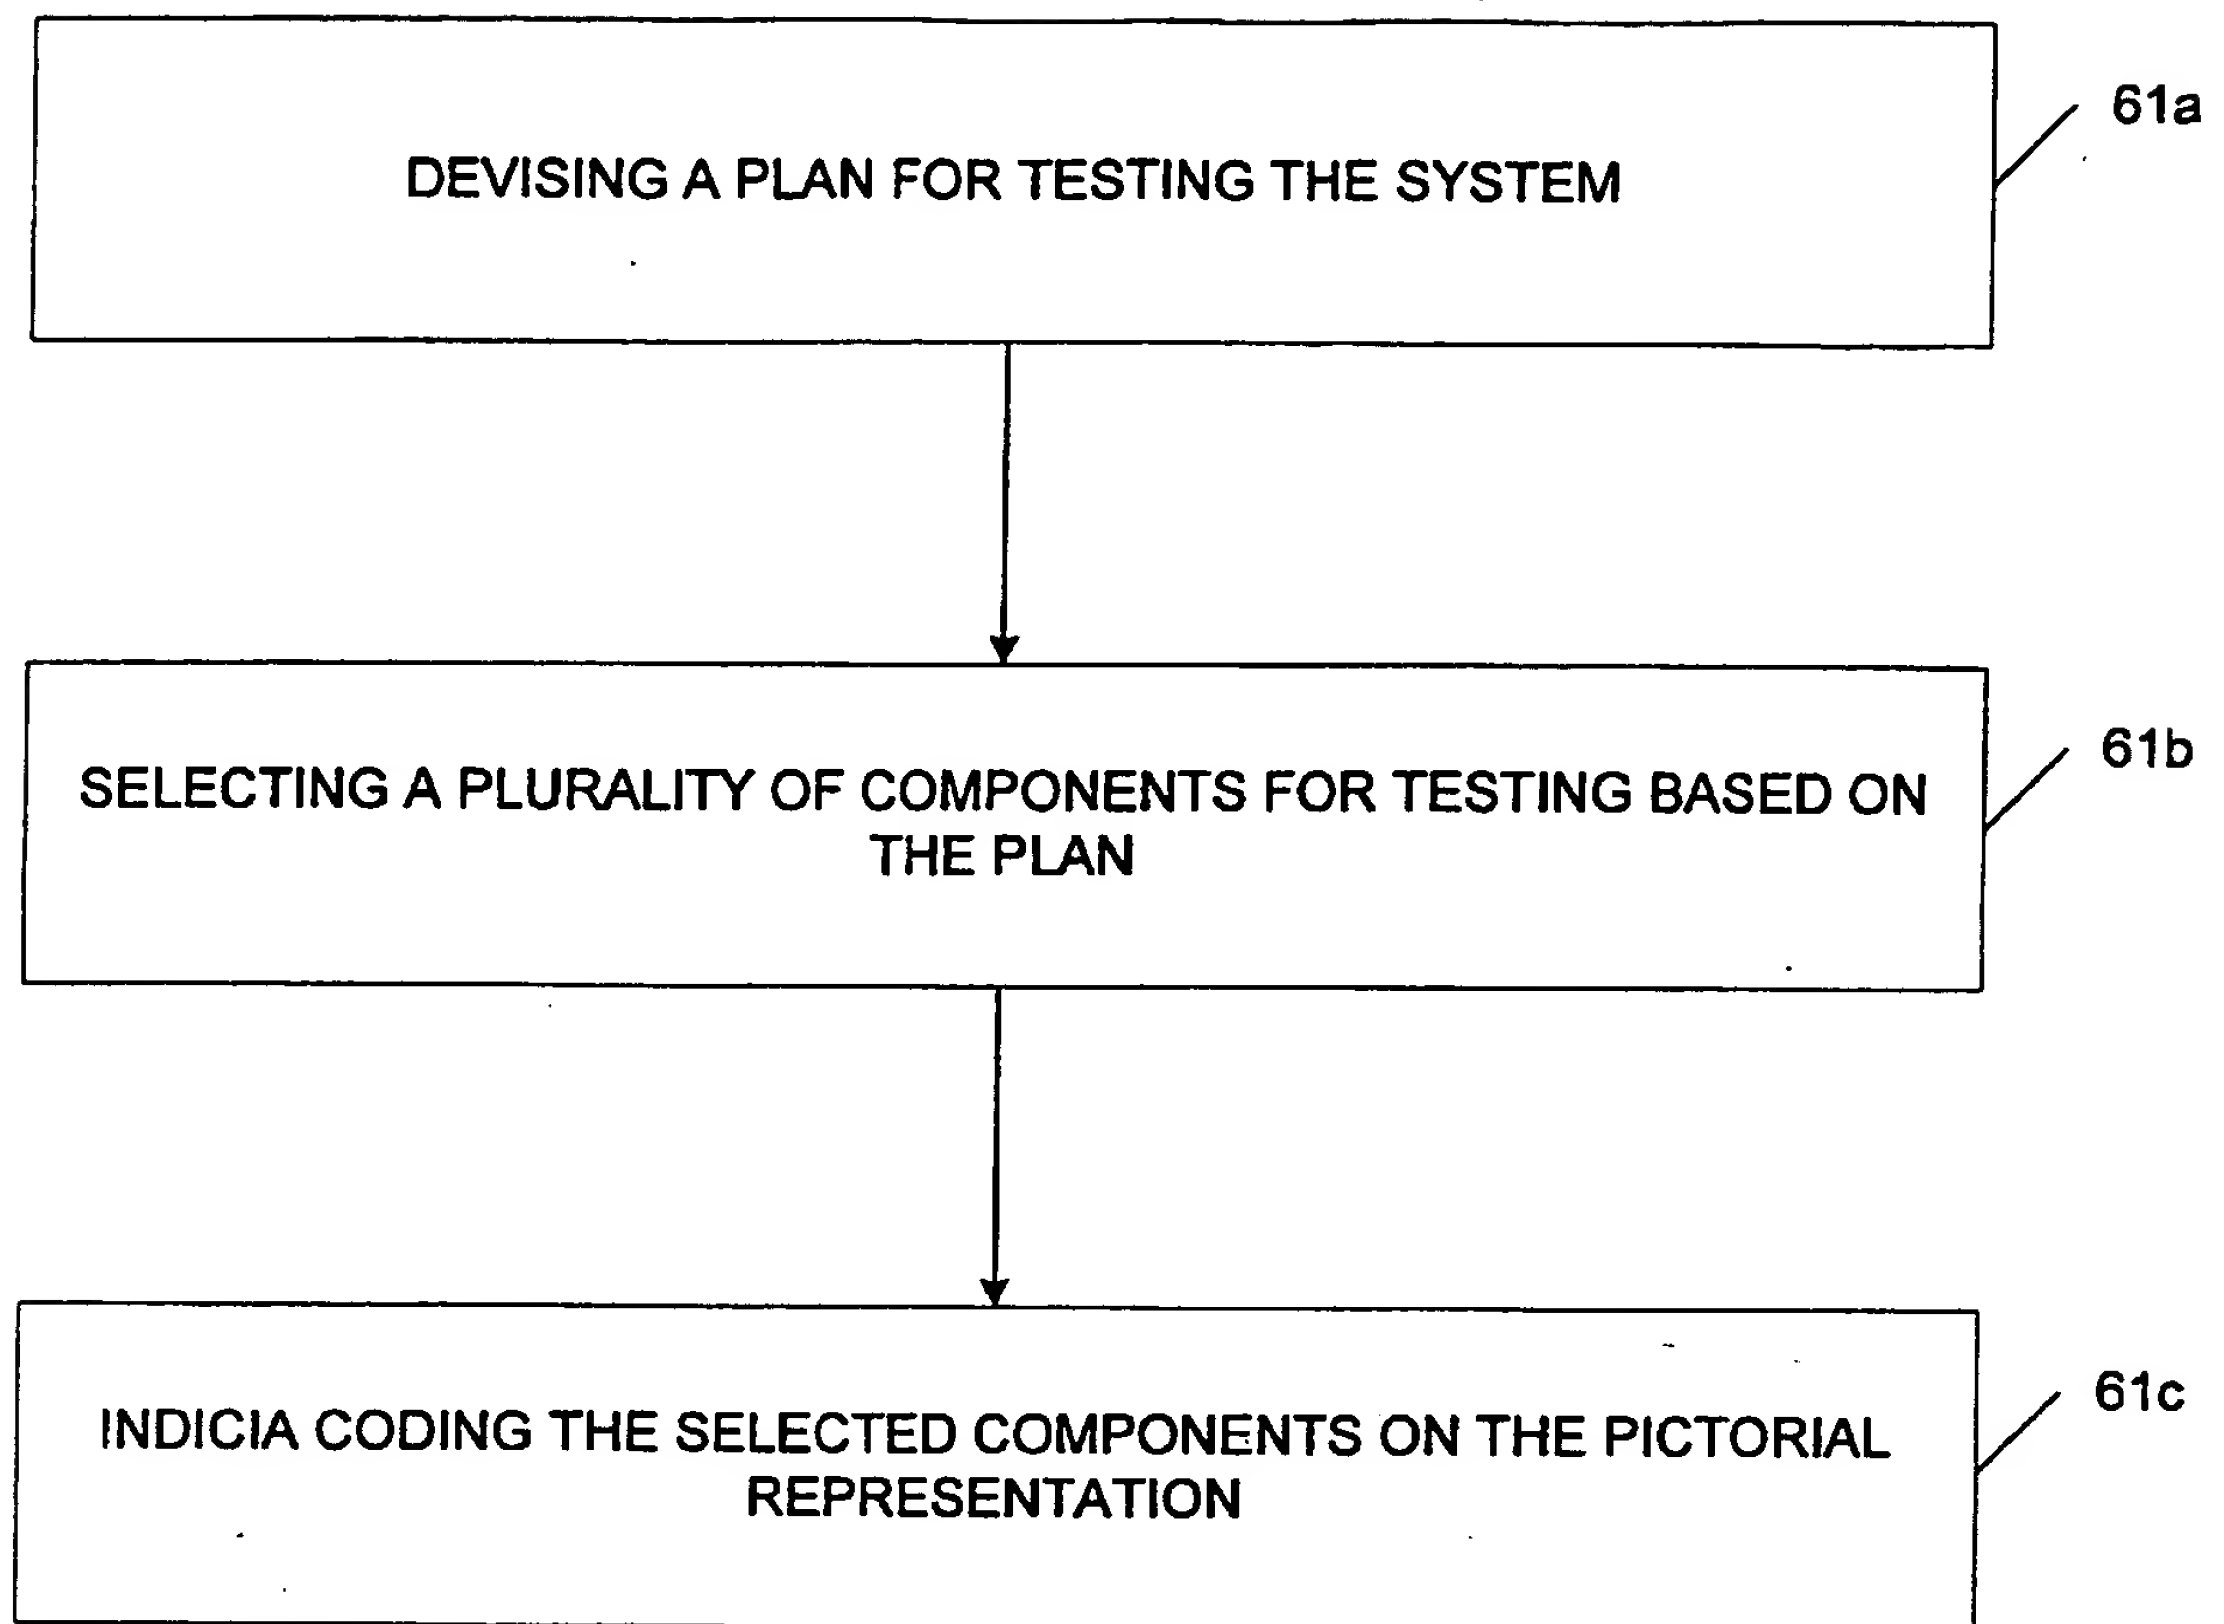 DEVISING A PLAN FOR TESTING THE SYSTEM
61a
SELECTING A PLURALITY OF COMPONENTS FOR TESTING BASED ON
THE PLAN
61b
INDICIA CODING THE SELECTED COMPONENTS ON THE PICTORIAL
REPRESENTATION
61c